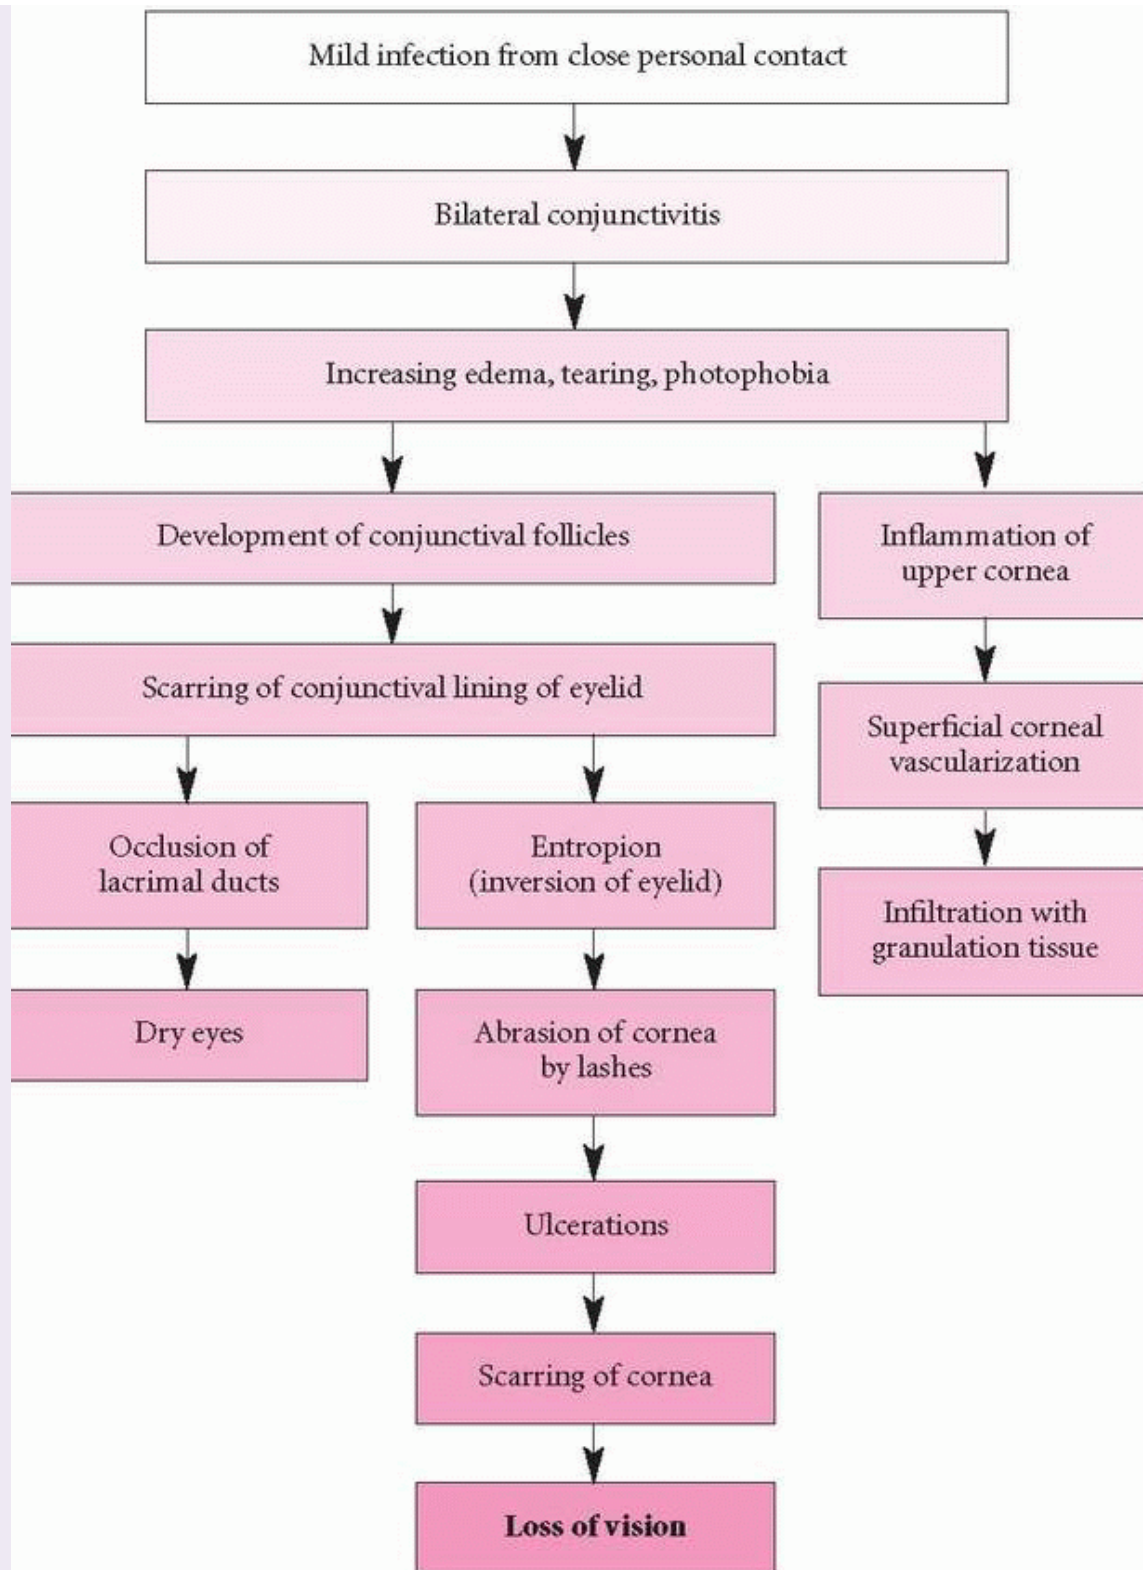 Mild infection from close personal contact
Bilateral conjunctivitis
Increasing edema, tearing, photophobia
Development of conjunctival follicles
Scarring of conjunctival lining of eyelid
Occlusion of
lacrimal ducts
Dry eyes
Entropion
(inversion of eyelid)
Abrasion of cornea
by lashes
Ulcerations
Scarring of cornea
Loss of vision
Inflammation of
upper cornea
Superficial corneal
vascularization
Infiltration with
granulation tissue